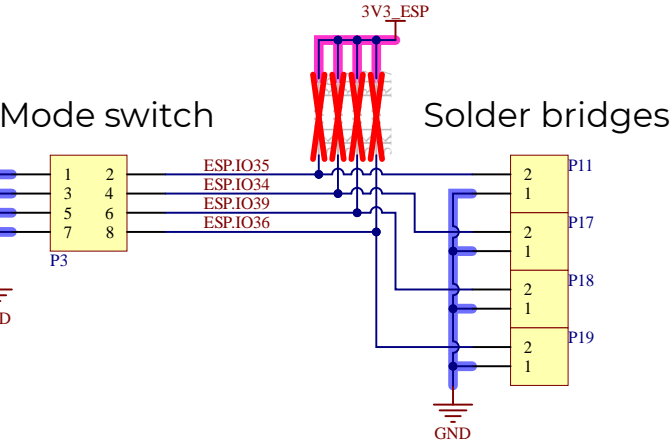 3V3_ESP
Mode switch
Solder bridges
ESP.IO35
ESP.IO34
ESP.IO39
ESP.IO36
1 2
3 4
5 6
7 8
P3
D
P11
2
1
P17
2
1
P18
2
1
P19
2
1
GND